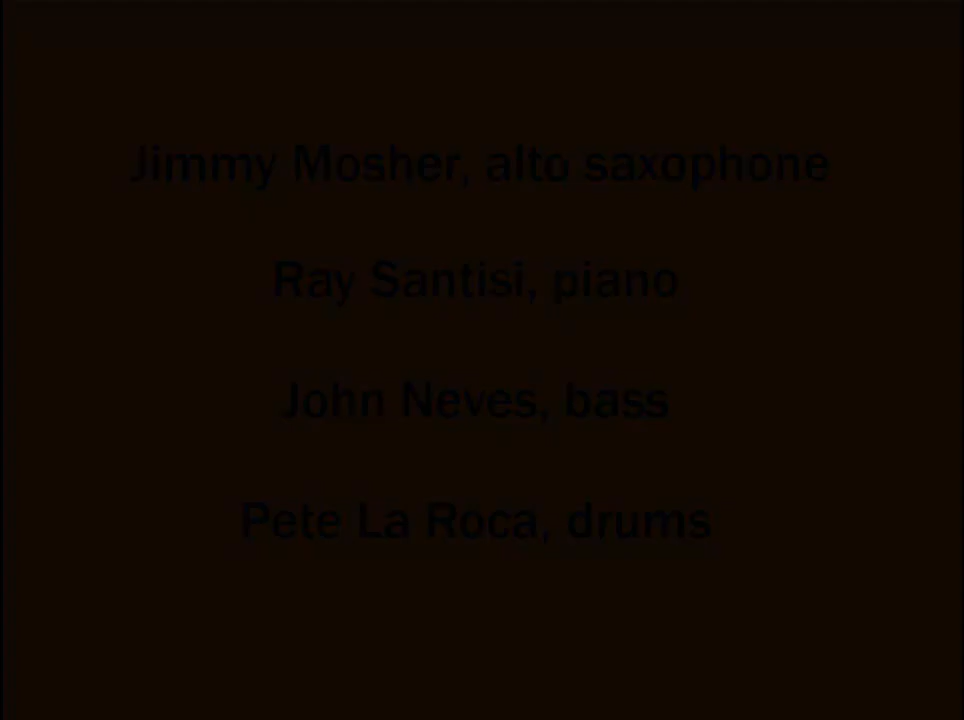 Jimmy Mosher, alto saxophone
Ray Santisi, piano
John Neves, bass
Pete La Roca, drums